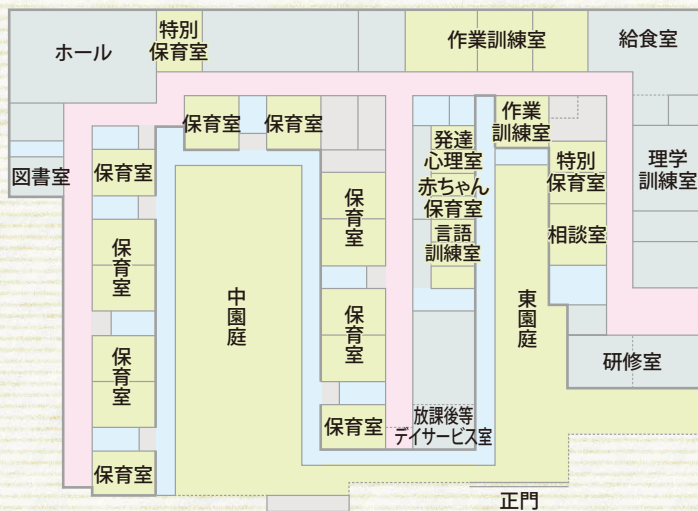 特別
保育室
ホール
作業訓練室
給食室
保育室
保育室
作業
訓練室
発達
心理室
図書室
保育室
保育室
赤ちゃん
保育室
特別
保育室
理学
訓練室
保育室
言語
訓練室
相談室
中園庭
東園庭
保育室
保育室
研修室
保育室
放課後等
デイサービス室
保育室
正門